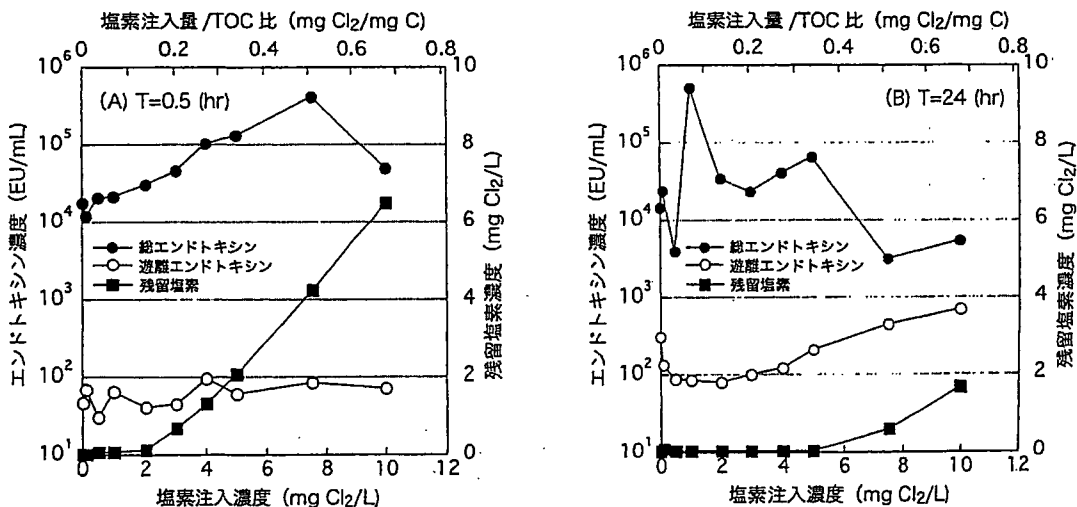 塩素注入量 /TOC 比 (mg Cl2/mg C)
0 0.2 0.4 0.6 0.8
(A) T=0.5 (hr)
10^6
10^5
10^4
10^3
10^2
10^1
エンドトキシン濃度 (EU/mL)
総エンドトキシン
遊離エンドトキシン
残留塩素
10
8
6
4
2
0
残留塩素濃度 (mg Cl2/L)
0 2 4 6 8 10 12
塩素注入濃度 (mg Cl2/L)
塩素注入量 /TOC 比 (mg Cl2/mg C)
0 0.2 0.4 0.6 0.8
(B) T=24 (hr)
10^6
10^5
10^4
10^3
10^2
10^1
エンドトキシン濃度 (EU/mL)
総エンドトキシン
遊離エンドトキシン
残留塩素
10
8
6
4
2
0
残留塩素濃度 (mg Cl2/L)
0 2 4 6 8 10 12
塩素注入濃度 (mg Cl2/L)